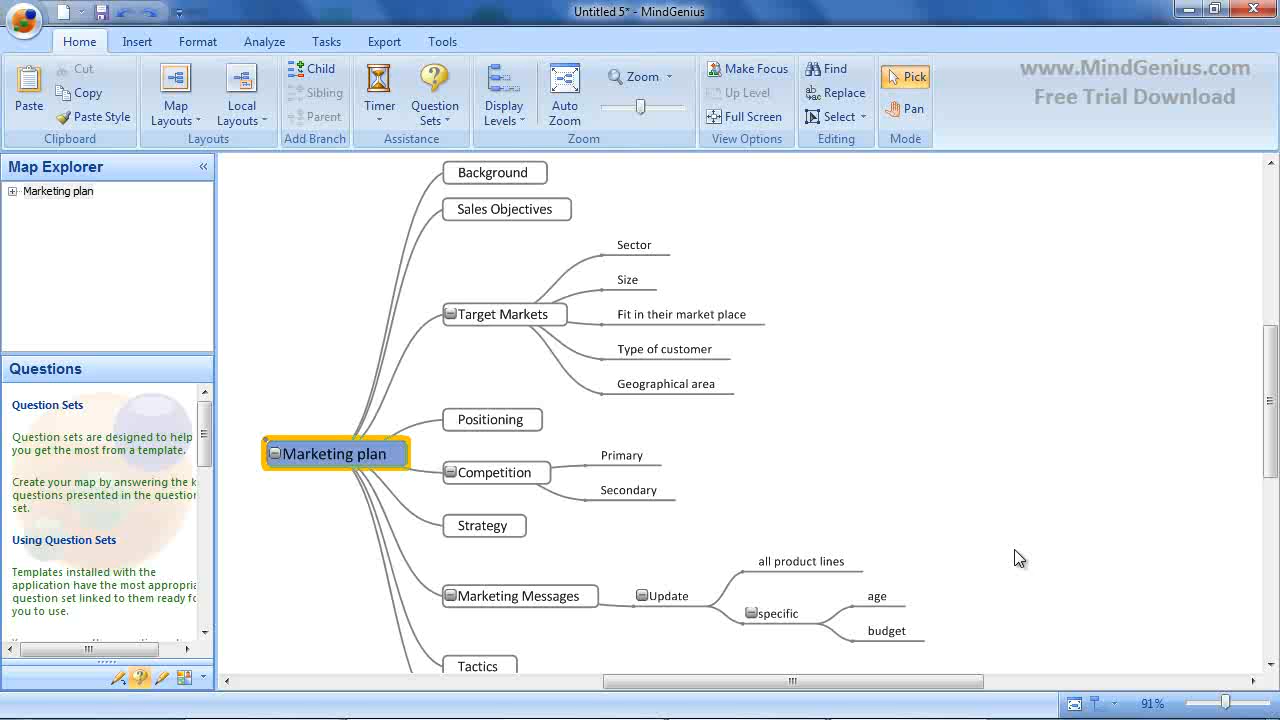 Untitled 5* - MindGenius
Home Insert Format Analyze Tasks Export Tools
Paste
Cut
Copy
Paste Style
Clipboard
Map Layouts
Local Layouts
Layouts
Child
Sibling
Parent
Add Branch
Timer
Question Sets
Assistance
Display Levels
Auto Zoom
Zoom
Zoom
Make Focus
Up Level
Full Screen
View Options
Find
Replace
Select
Editing
Pick
Pan
Mode
www.MindGenius.com
Free Trial Download
Map Explorer
Marketing plan
Questions
Question Sets
Question sets are designed to help
you get the most from a template.
Create your map by answering the k
questions presented in the question
set.
Using Question Sets
Templates installed with the
application have the most appropria
question set linked to them ready fo
you to use.
Background
Sales Objectives
Target Markets
Sector
Size
Fit in their market place
Type of customer
Geographical area
Positioning
Marketing plan
Competition
Primary
Secondary
Strategy
Marketing Messages
Update
all product lines
specific
age
budget
Tactics
91%